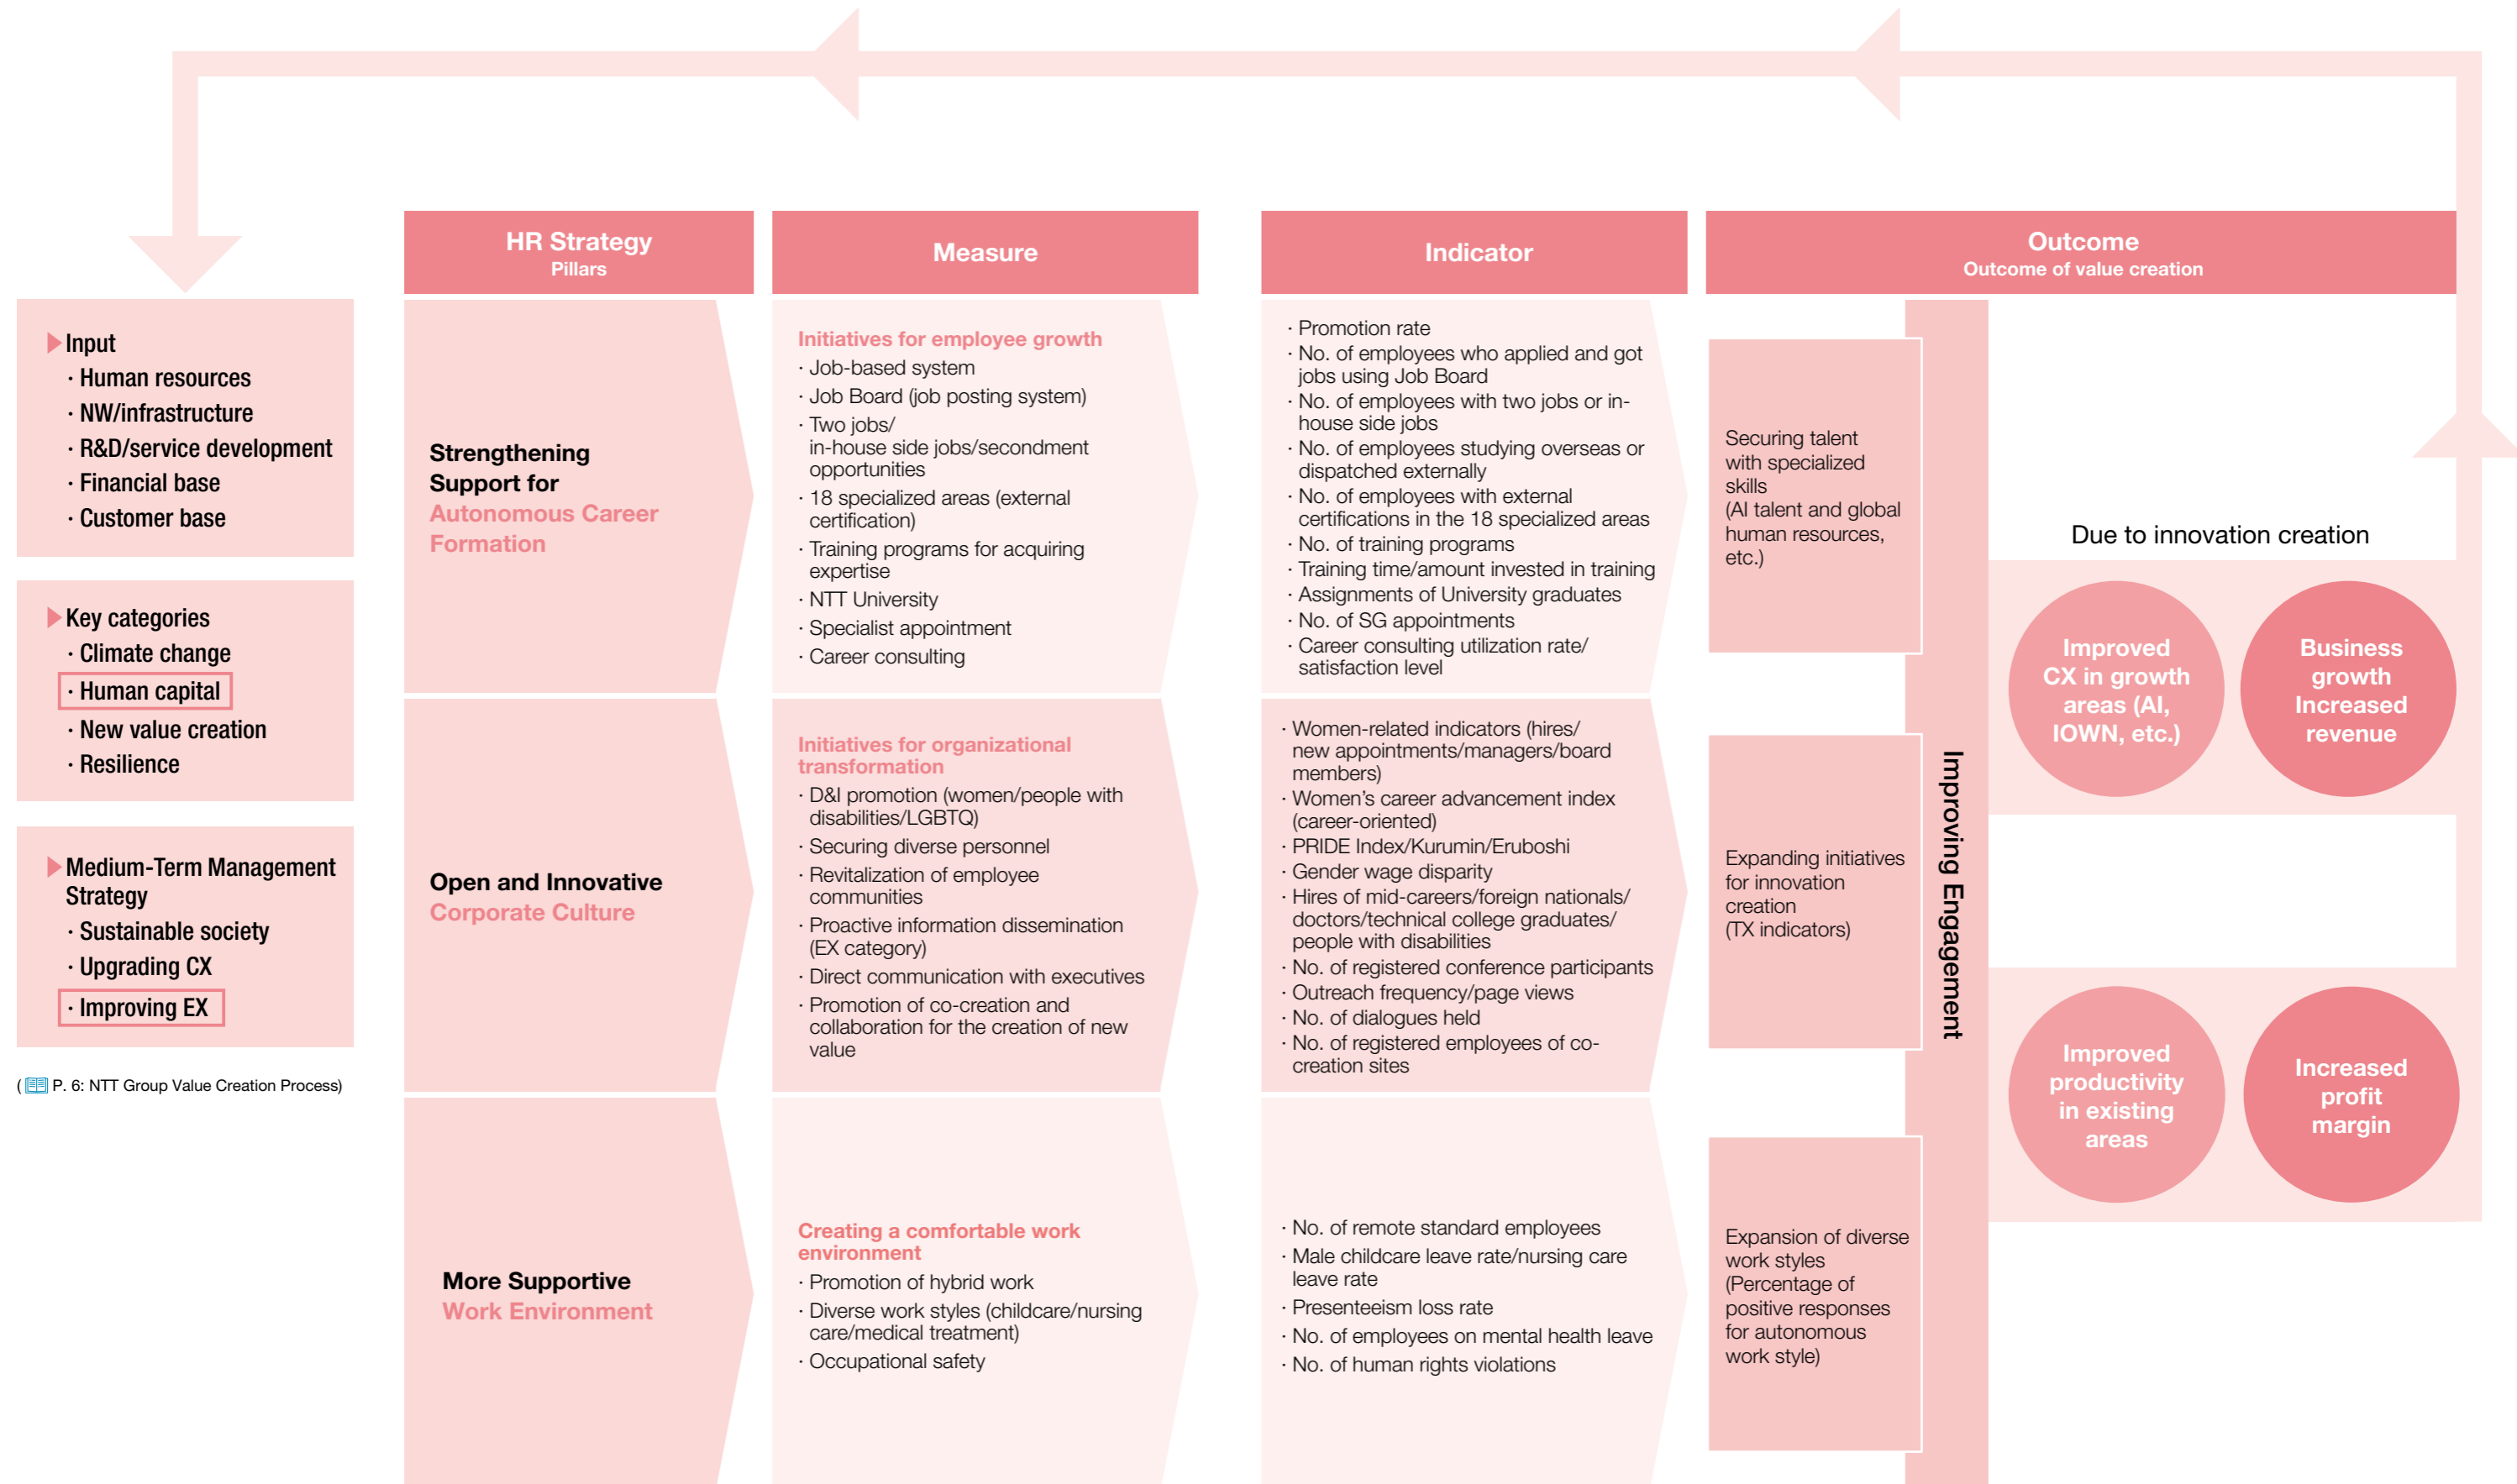 ▶Input
· Human resources
· NW/infrastructure
· R&D/service development
· Financial base
· Customer base
▶Key categories
· Climate change
· Human capital
· New value creation
· Resilience
▶Medium-Term Management
Strategy
· Sustainable society
· Upgrading CX
· Improving EX
( P. 6: NTT Group Value Creation Process)
HR Strategy
Pillars
Measure
Indicator
Outcome
Outcome of value creation
Strengthening
Support for
Autonomous Career
Formation
Initiatives for employee growth
· Job-based system
· Job Board (job posting system)
· Two jobs/
in-house side jobs/secondment
opportunities
· 18 specialized areas (external
certification)
· Training programs for acquiring
expertise
· NTT University
· Specialist appointment
· Career consulting
· Promotion rate
· No. of employees who applied and got
jobs using Job Board
· No. of employees with two jobs or in-
house side jobs
· No. of employees studying overseas or
dispatched externally
· No. of employees with external
certifications in the 18 specialized areas
· No. of training programs
· Training time/amount invested in training
· Assignments of University graduates
· No. of SG appointments
· Career consulting utilization rate/
satisfaction level
Securing talent
with specialized
skills
(AI talent and global
human resources,
etc.)
Open and Innovative
Corporate Culture
Initiatives for organizational
transformation
· D&I promotion (women/people with
disabilities/LGBTQ)
· Securing diverse personnel
· Revitalization of employee
communities
· Proactive information dissemination
(EX category)
· Direct communication with executives
· Promotion of co-creation and
collaboration for the creation of new
value
· Women-related indicators (hires/
new appointments/managers/board
members)
· Women's career advancement index
(career-oriented)
· PRIDE Index/Kurumin/Eruboshi
· Gender wage disparity
· Hires of mid-careers/foreign nationals/
doctors/technical college graduates/
people with disabilities
· No. of registered conference participants
· Outreach frequency/page views
· No. of dialogues held
· No. of registered employees of co-
creation sites
Expanding initiatives
for innovation
creation
(TX indicators)
More Supportive
Work Environment
Creating a comfortable work
environment
· Promotion of hybrid work
· Diverse work styles (childcare/nursing
care/medical treatment)
· Occupational safety
· No. of remote standard employees
· Male childcare leave rate/nursing care
leave rate
· Presenteeism loss rate
· No. of employees on mental health leave
· No. of human rights violations
Expansion of diverse
work styles
(Percentage of
positive responses
for autonomous
work style)
Improving Engagement
Due to innovation creation
Improved
CX in growth
areas (AI,
IOWN, etc.)
Business
growth
Increased
revenue
Improved
productivity
in existing
areas
Increased
profit
margin